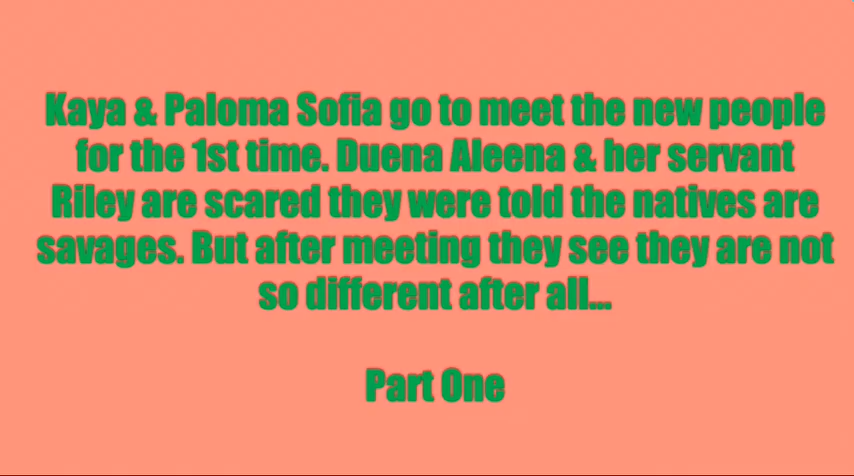 Kaya & Paloma Sofia go to meet the new people
for the 1st time. Duena Aleena & her servant
Riley are scared they were told the natives are
savages. But after meeting they see they are not
so different after all...
Part One